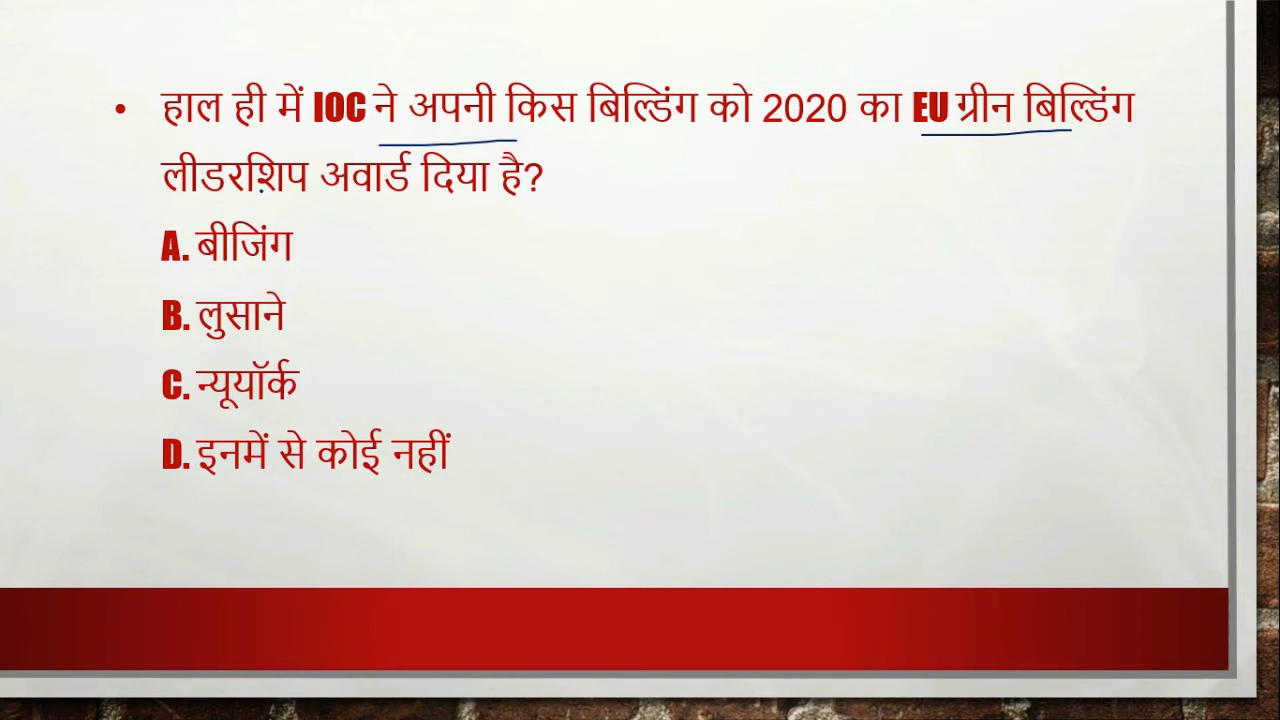 • हाल ही में IOC ने अपनी किस बिल्डिंग को 2020 का EU ग्रीन बिल्डिंग
लीडरशिप अवार्ड दिया है?
A. बीजिंग
B. लुसाने
C. न्यूयॉर्क
D. इनमें से कोई नहीं